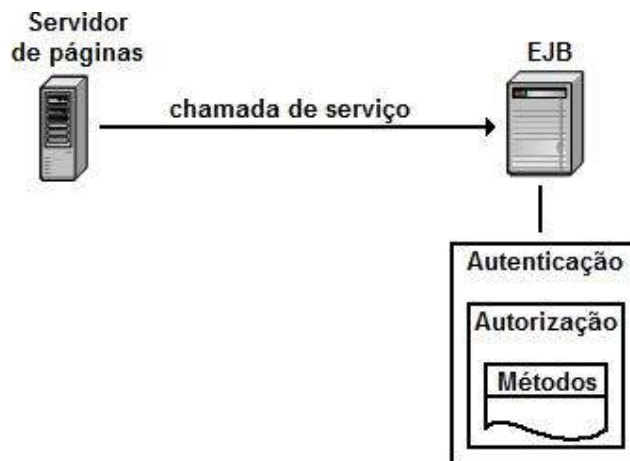 Servidor
de páginas
EJB
chamada de serviço
Autenticação
Autorização
Métodos